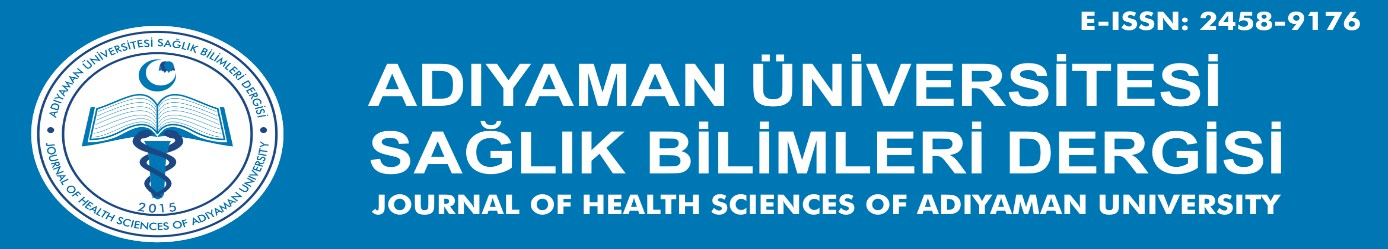 E-ISSN: 2458-9176
ADIYAMAN ÜNİVERSİTESİ SAĞLIK BİLİMLERİ DERGİSİ
JOURNAL OF HEALTH SCIENCES OF ADIYAMAN UNIVERSITY
2015
ADIYAMAN ÜNİVERSİTESİ
SAĞLIK BİLİMLERİ DERGİSİ
JOURNAL OF HEALTH SCIENCES OF ADIYAMAN UNIVERSITY